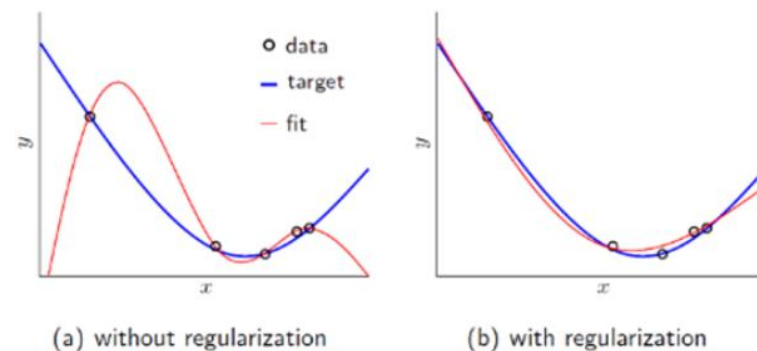 data
target
fit
y
x
y
x
(a) without regularization
(b) with regularization